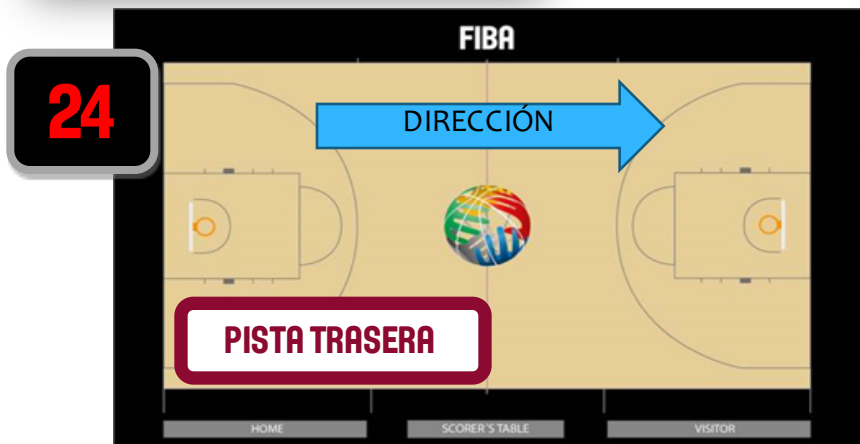 FIBA
24
DIRECCIÓN
PISTA TRASERA
HOME
SCORER'S TABLE
VISITOR